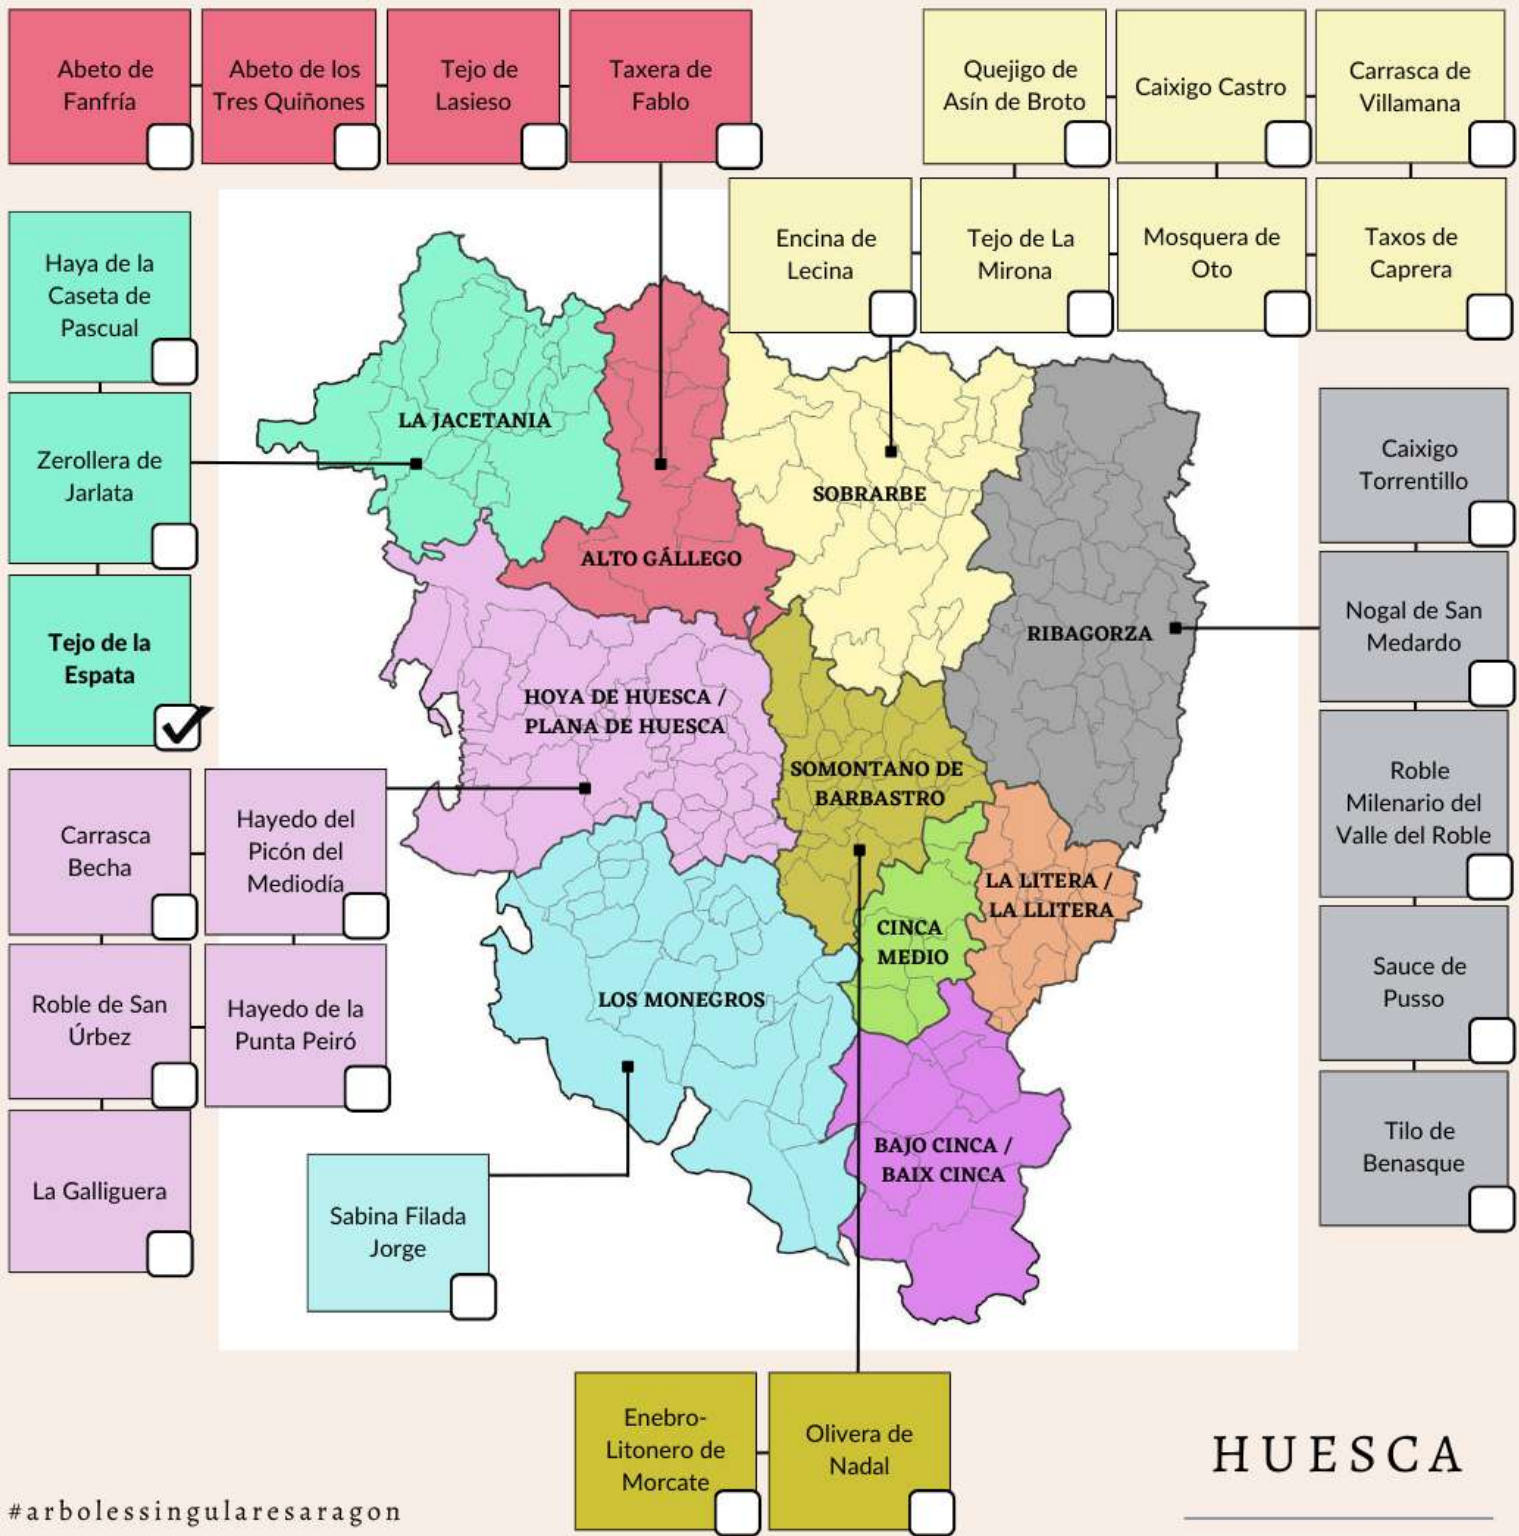 Abeto de
Fanfría
Abeto de los
Tres Quiñones
Tejo de
Lasieso
Taxera de
Fablo
Quejigo de
Asín de Broto
Caixigo Castro
Carrasca de
Villamana
Encina de
Lecina
Tejo de La
Mirona
Mosquera de
Oto
Taxos de
Caprera
Haya de la
Caseta de
Pascual
Zerollera de
Jarlata
Tejo de la
Espata
LA JACETANIA
ALTO GÁLLEGO
SOBRARBE
RIBAGORZA
HOYA DE HUESCA /
PLANA DE HUESCA
SOMONTANO DE
BARBASTRO
LA LITERA /
LA LLITERA
CINCA
MEDIO
LOS MONEGROS
BAJO CINCA /
BAIX CINCA
Caixigo
Torrentillo
Nogal de San
Medardo
Roble
Milenario del
Valle del Roble
Sauce de
Pusso
Tilo de
Benasque
Carrasca
Becha
Hayedo del
Picón del
Mediodía
Roble de San
Úrbez
Hayedo de la
Punta Peiró
La Galliguera
Sabina Filada
Jorge
Enebro-
Litonero de
Morcate
Olivera de
Nadal
HUESCA
#arbolessingularesaragon